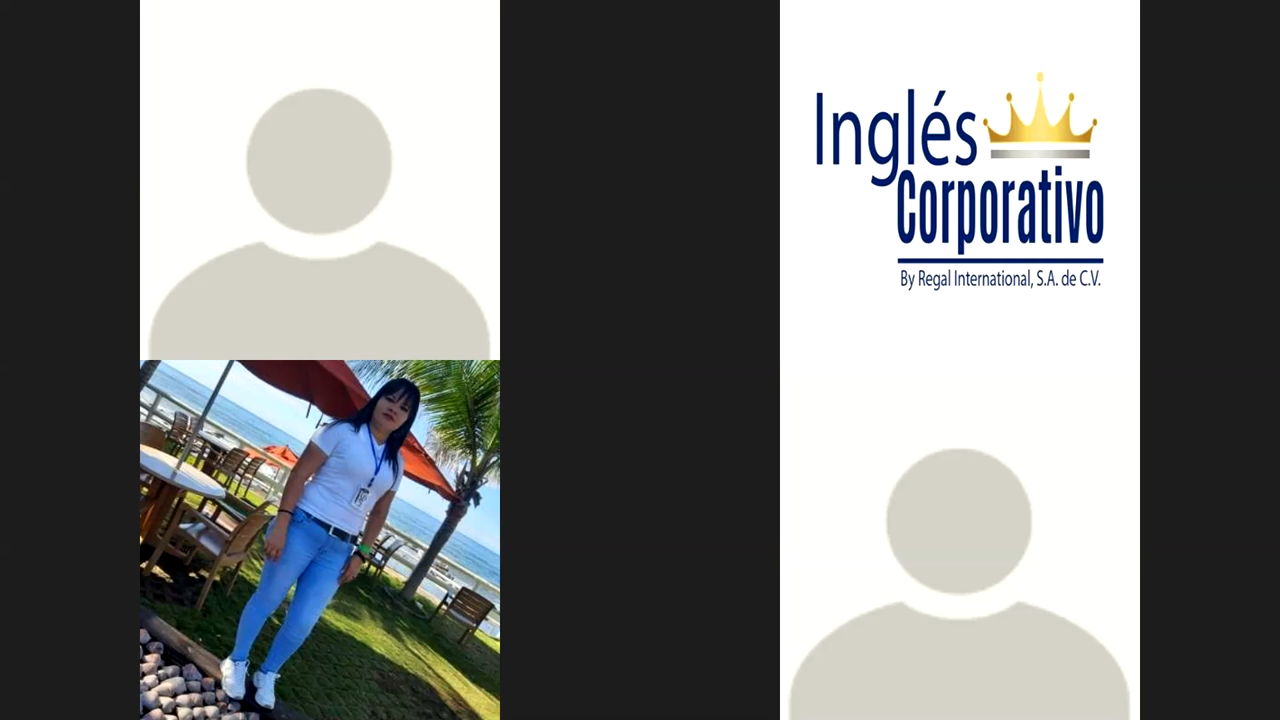 Inglés
Corporativo
By Regal International, S.A. de C.V.